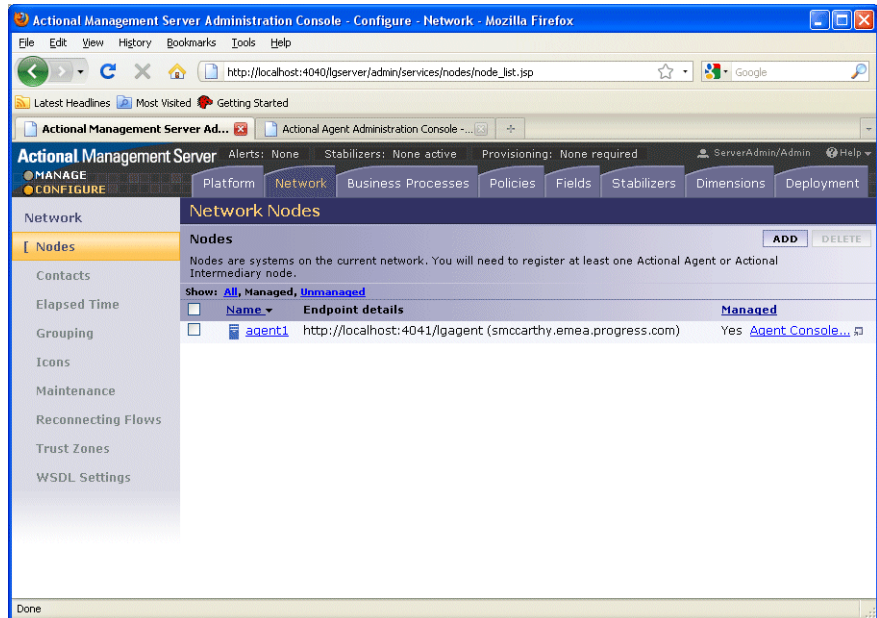 Actional Management Server Administration Console - Configure - Network - Mozilla Firefox
File Edit View History Bookmarks Tools Help
http://localhost:4040/lgserver/admin/services/nodes/node_list.jsp Google
Latest Headlines Most Visited Getting Started
Actional Management Server Ad... Actional Agent Administration Console -...
Actional Management Server Alerts: None Stabilizers: None active Provisioning: None required ServerAdmin/Admin Help
MANAGE
CONFIGURE
Platform Network Business Processes Policies Fields Stabilizers Dimensions Deployment
Network
[ Nodes
Contacts
Elapsed Time
Grouping
Icons
Maintenance
Reconnecting Flows
Trust Zones
WSDL Settings
Network Nodes
Nodes ADD DELETE
Nodes are systems on the current network. You will need to register at least one Actional Agent or Actional
Intermediary node.
Show: All, Managed, Unmanaged
Name Endpoint details Managed
agent1 http://localhost:4041/lgagent (smccarthy.emea.progress.com) Yes Agent Console...
Done